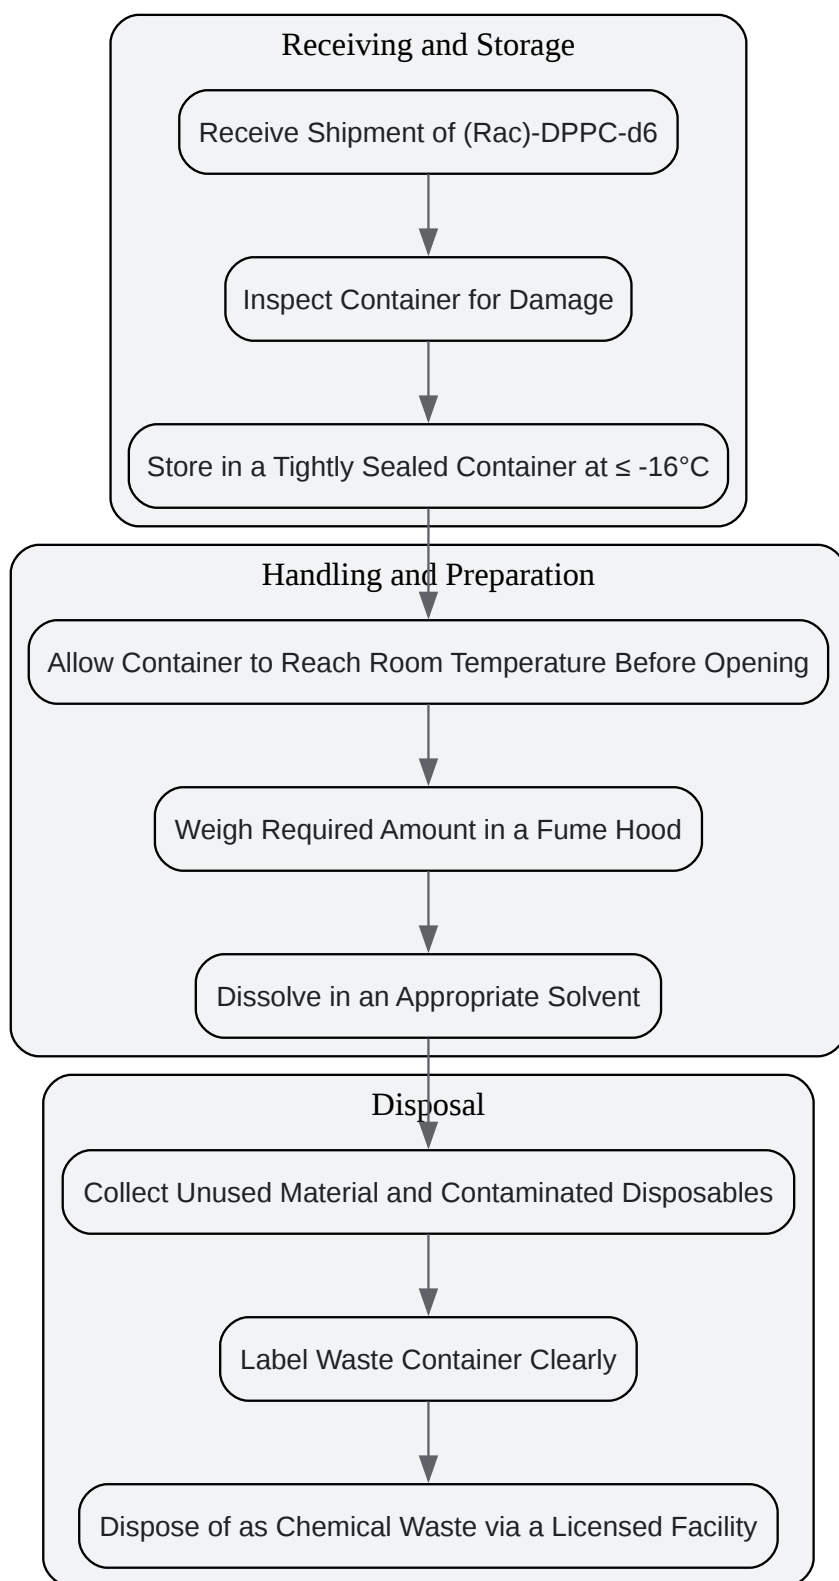 Receiving and Storage
Receive Shipment of (Rac)-DPPC-d6
Inspect Container for Damage
Store in a Tightly Sealed Container at ≤ -16°C
Handling and Preparation
Allow Container to Reach Room Temperature Before Opening
Weigh Required Amount in a Fume Hood
Dissolve in an Appropriate Solvent
Disposal
Collect Unused Material and Contaminated Disposables
Label Waste Container Clearly
Dispose of as Chemical Waste via a Licensed Facility